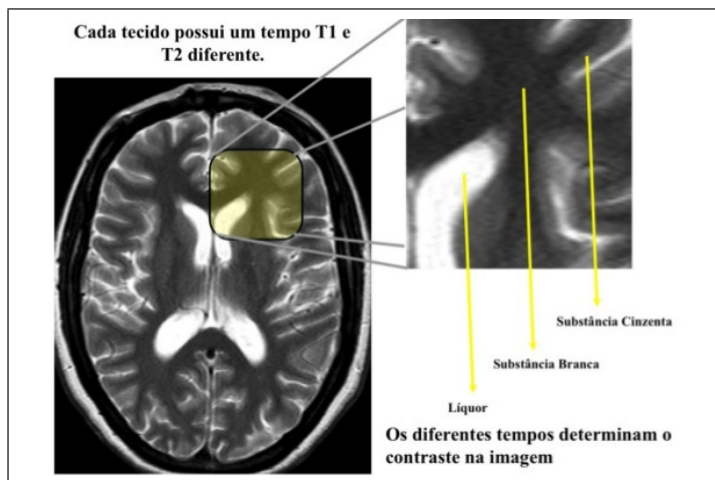 Cada tecido possui um tempo T1 e
T2 diferente.
Substância Cinzenta
Substância Branca
Líquor
Os diferentes tempos determinam o
contraste na imagem